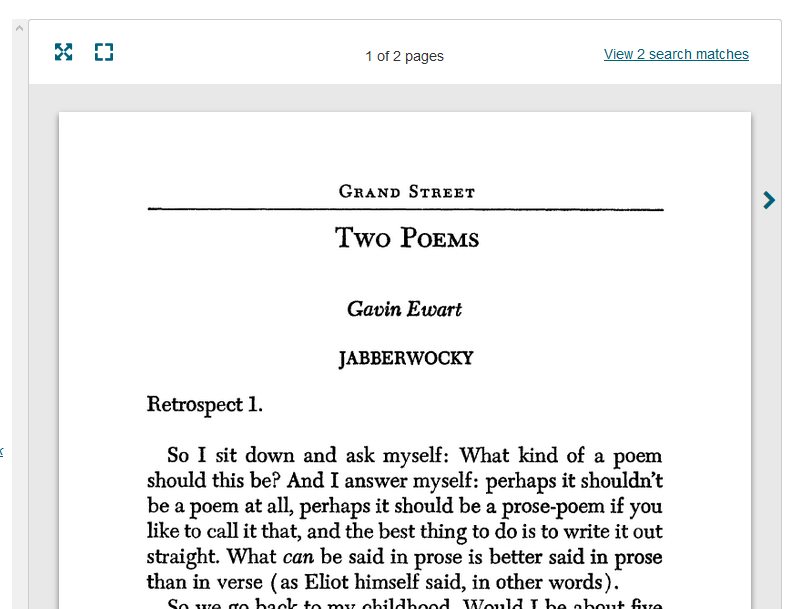 1 of 2 pages
View 2 search matches
GRAND STREET
TWO POEMS
Gavin Ewart
JABBERWOCKY
Retrospect 1.
So I sit down and ask myself: What kind of a poem
should this be? And I answer myself: perhaps it shouldn't
be a poem at all, perhaps it should be a prose-poem if you
like to call it that, and the best thing to do is to write it out
straight. What can be said in prose is better said in prose
than in verse (as Eliot himself said, in other words).
So we go back to my childhood. Would I be about five